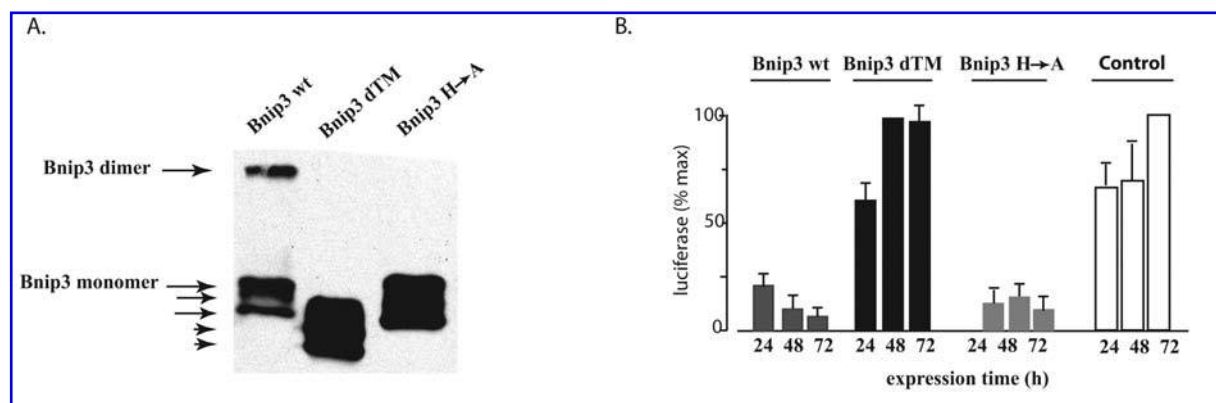 A.
Bnip3 wt
Bnip3 dTM
Bnip3 H→A
Bnip3 dimer
Bnip3 monomer
B.
Bnip3 wt
Bnip3 dTM
Bnip3 H→A
Control
luciferase (% max)
100
50
0
24 48 72
24 48 72
24 48 72
24 48 72
expression time (h)